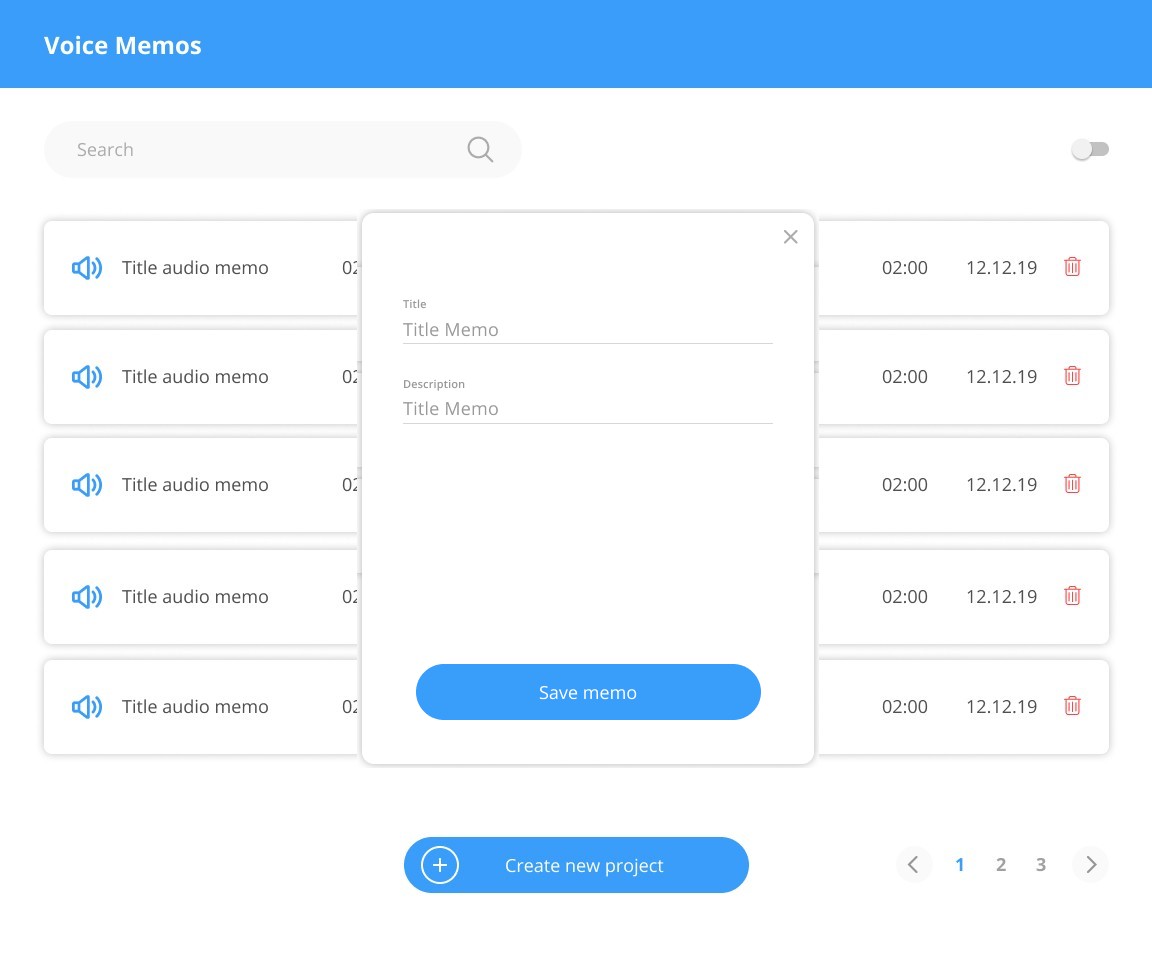 Voice Memos
Search
Title audio memo 02 02:00 12.12.19
Title
Title Memo
Title audio memo 02 02:00 12.12.19
Description
Title Memo
Title audio memo 02 02:00 12.12.19
Title audio memo 02 02:00 12.12.19
Title audio memo 02 02:00 12.12.19
Save memo
Create new project
1 2 3